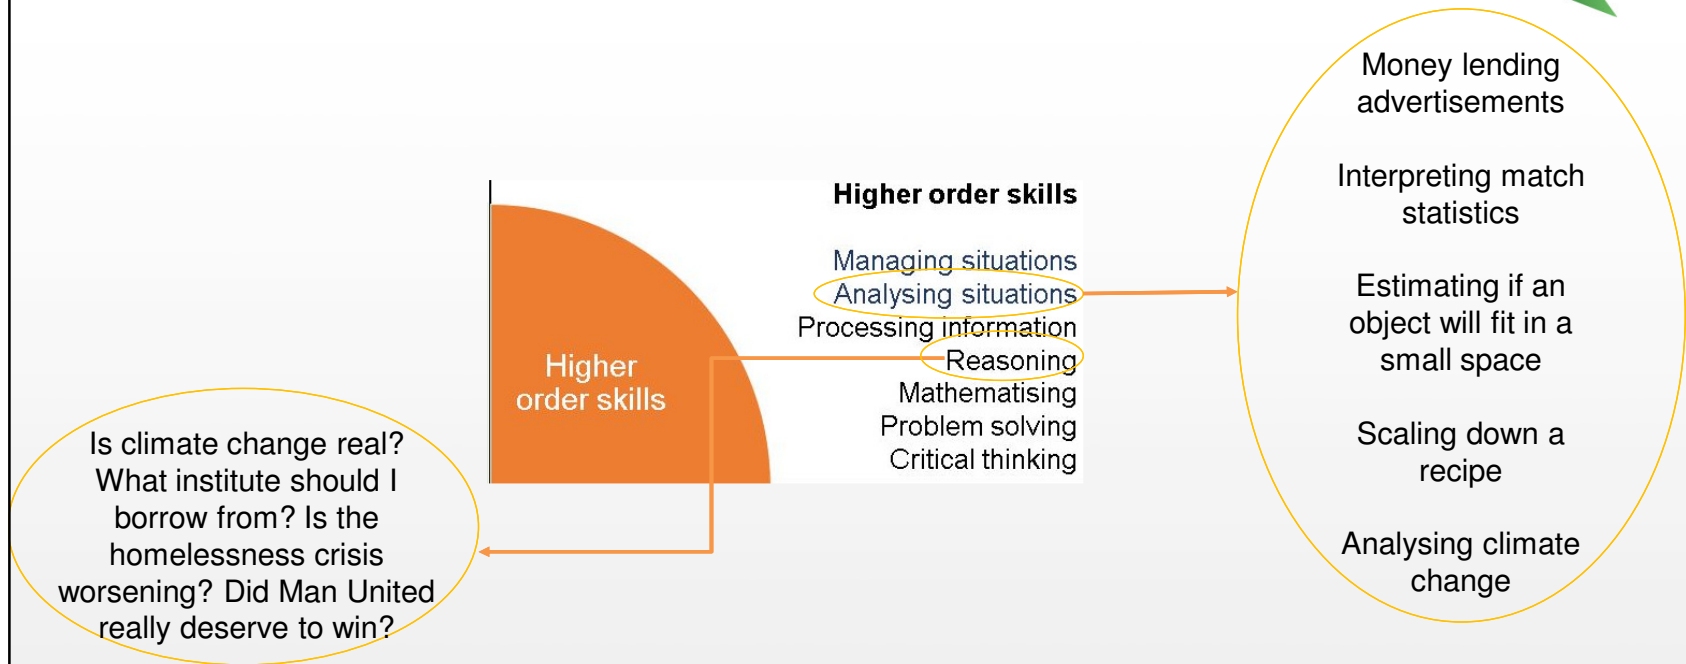 Money lending
advertisements
Interpreting match
statistics
Estimating if an
object will fit in a
small space
Scaling down a
recipe
Analysing climate
change
Higher order skills
Managing situations
Analysing situations
Processing information
Reasoning
Mathematising
Problem solving
Critical thinking
Higher
order skills
Is climate change real?
What institute should I
borrow from? Is the
homelessness crisis
worsening? Did Man United
really deserve to win?